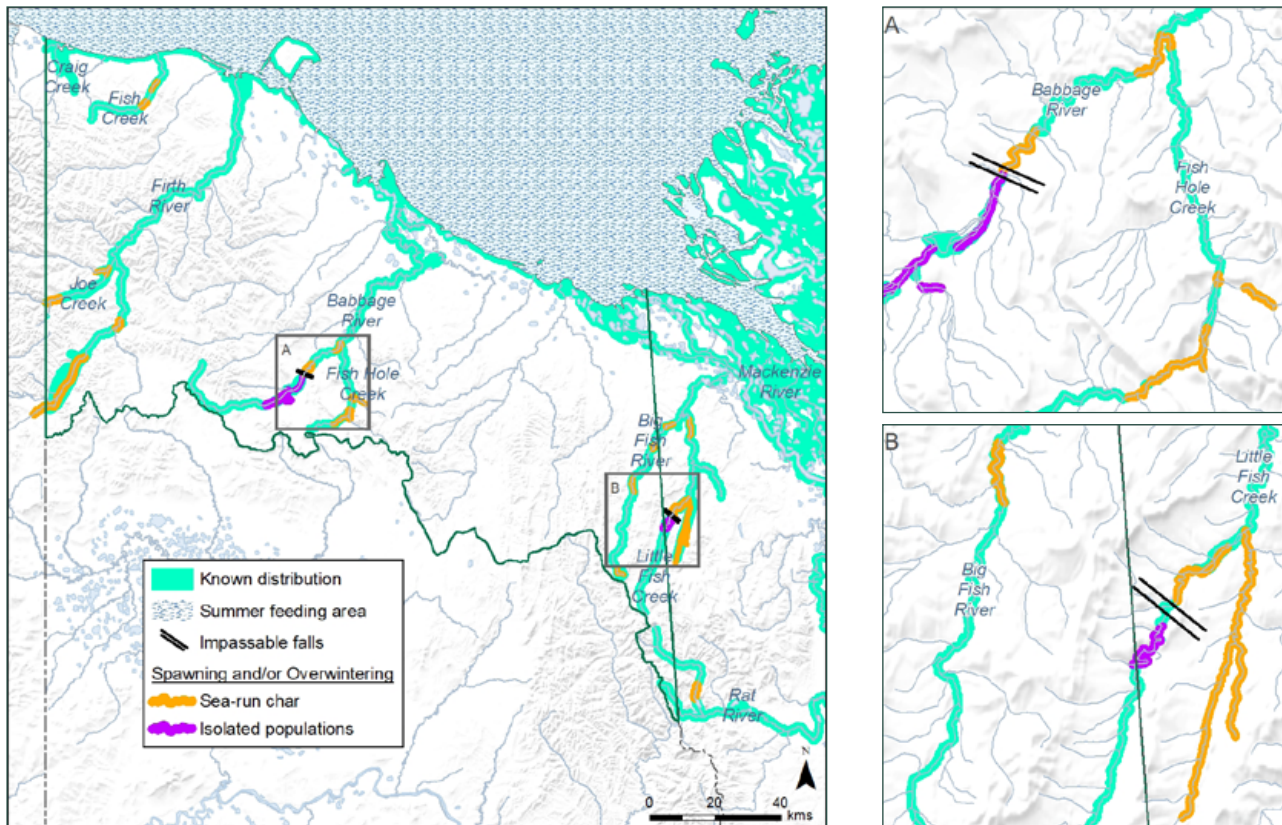 Craig
Creek
Fish
Creek
Firth
River
Joe
Creek
Babbage
River
A
Fish Hole
Creek
Mackenzie
River
Big
Fish
River
B
Little
Fish
Creek
Rat
River
Known distribution
Summer feeding area
Impassable falls
Spawning and/or Overwintering
Sea-run char
Isolated populations
N
0 20 40
kms
A
Babbage
River
Fish
Hole
Creek
B
Little
Fish
Creek
Big
Fish
River